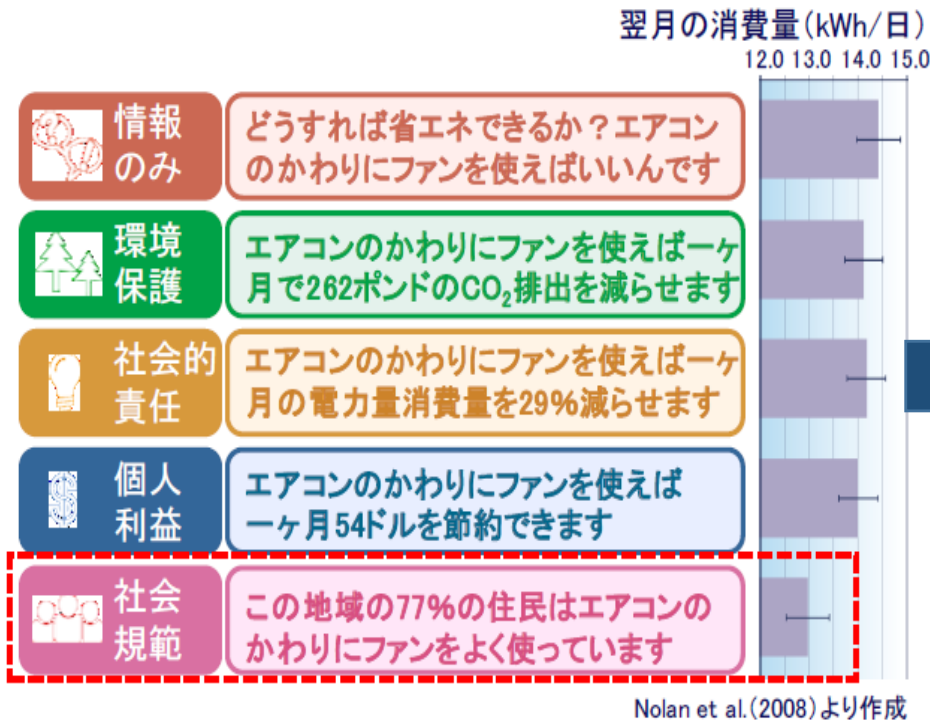 翌月の消費量(kWh/日)
12.0 13.0 14.0 15.0
情報
のみ
どうすれば省エネできるか？エアコン
のかわりにファンを使えばいいんです
環境
保護
エアコンのかわりにファンを使えば一ヶ
月で262ポンドのCO₂排出を減らせます
社会的
責任
エアコンのかわりにファンを使えば一ヶ
月の電力量消費量を29%減らせます
個人
利益
エアコンのかわりにファンを使えば
一ヶ月54ドルを節約できます
社会
規範
この地域の77%の住民はエアコンの
かわりにファンをよく使っています
Nolan et al.(2008)より作成